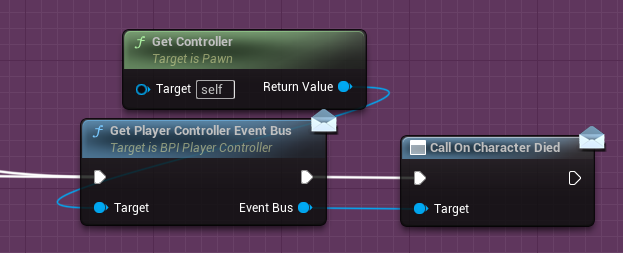 Get Controller
Target is Pawn
Target self Return Value
Get Player Controller Event Bus
Target is BPI Player Controller
Target Event Bus
Call On Character Died
Target